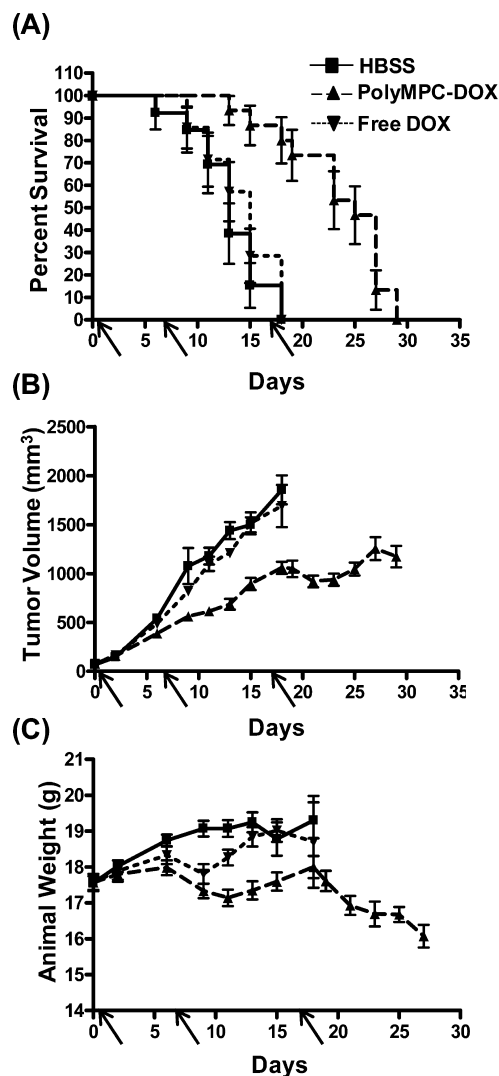 (A)
HBSS
PolyMPC-DOX
Free DOX
Percent Survival
110
100
90
80
70
60
50
40
30
20
10
0
0 5 10 15 20 25 30 35
Days
(B)
Tumor Volume (mm³)
2500
2000
1500
1000
500
0
0 5 10 15 20 25 30 35
Days
(C)
Animal Weight (g)
21
20
19
18
17
16
15
14
0 5 10 15 20 25 30
Days